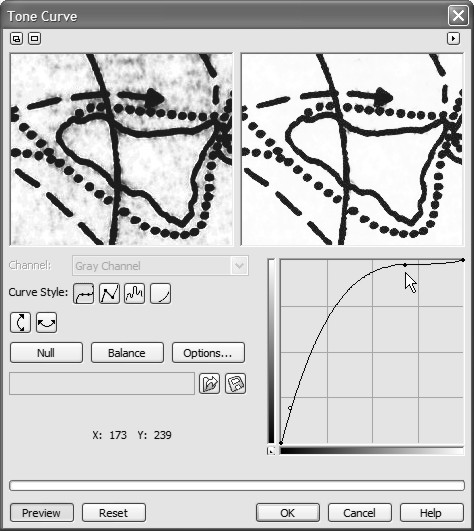 Tone Curve
Channel: Gray Channel
Curve Style:
Null Balance Options...
X: 173 Y: 239
Preview Reset OK Cancel Help